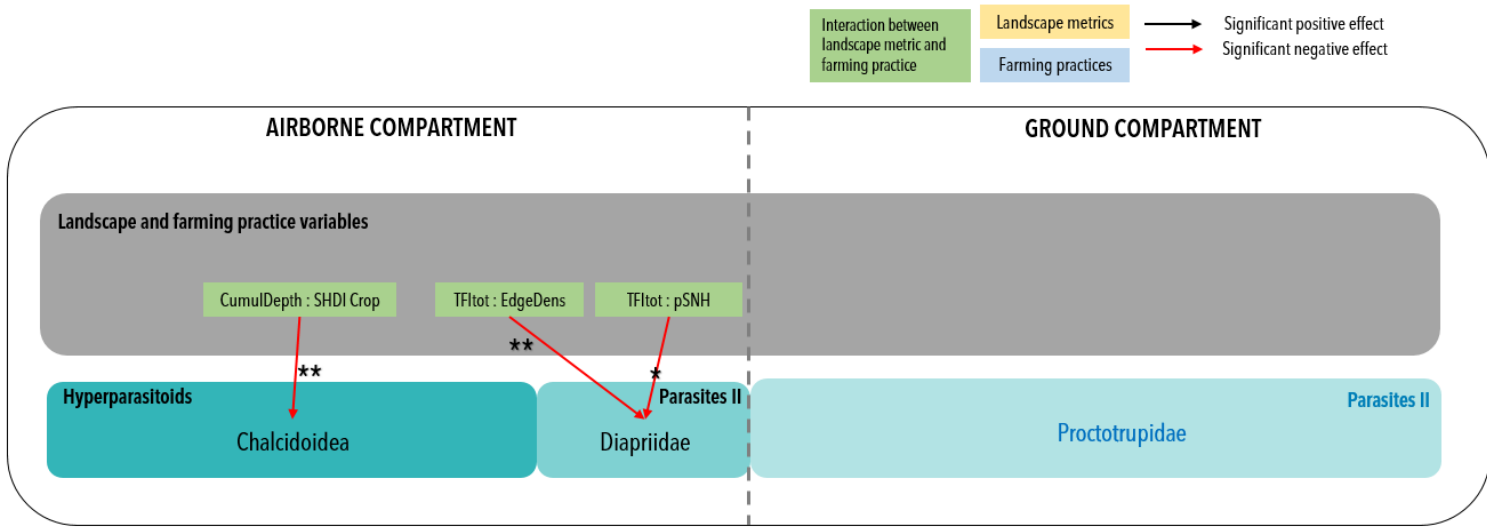 Interaction between
landscape metric and
farming practice
Landscape metrics
Farming practices
Significant positive effect
Significant negative effect
AIRBORNE COMPARTMENT
GROUND COMPARTMENT
Landscape and farming practice variables
CumulDepth : SHDI Crop
TFItot : EdgeDens
TFItot : pSNH
**
**
*
Hyperparasitoids
Parasites II
Parasites II
Chalcidoidea
Diapriidae
Proctotrupidae